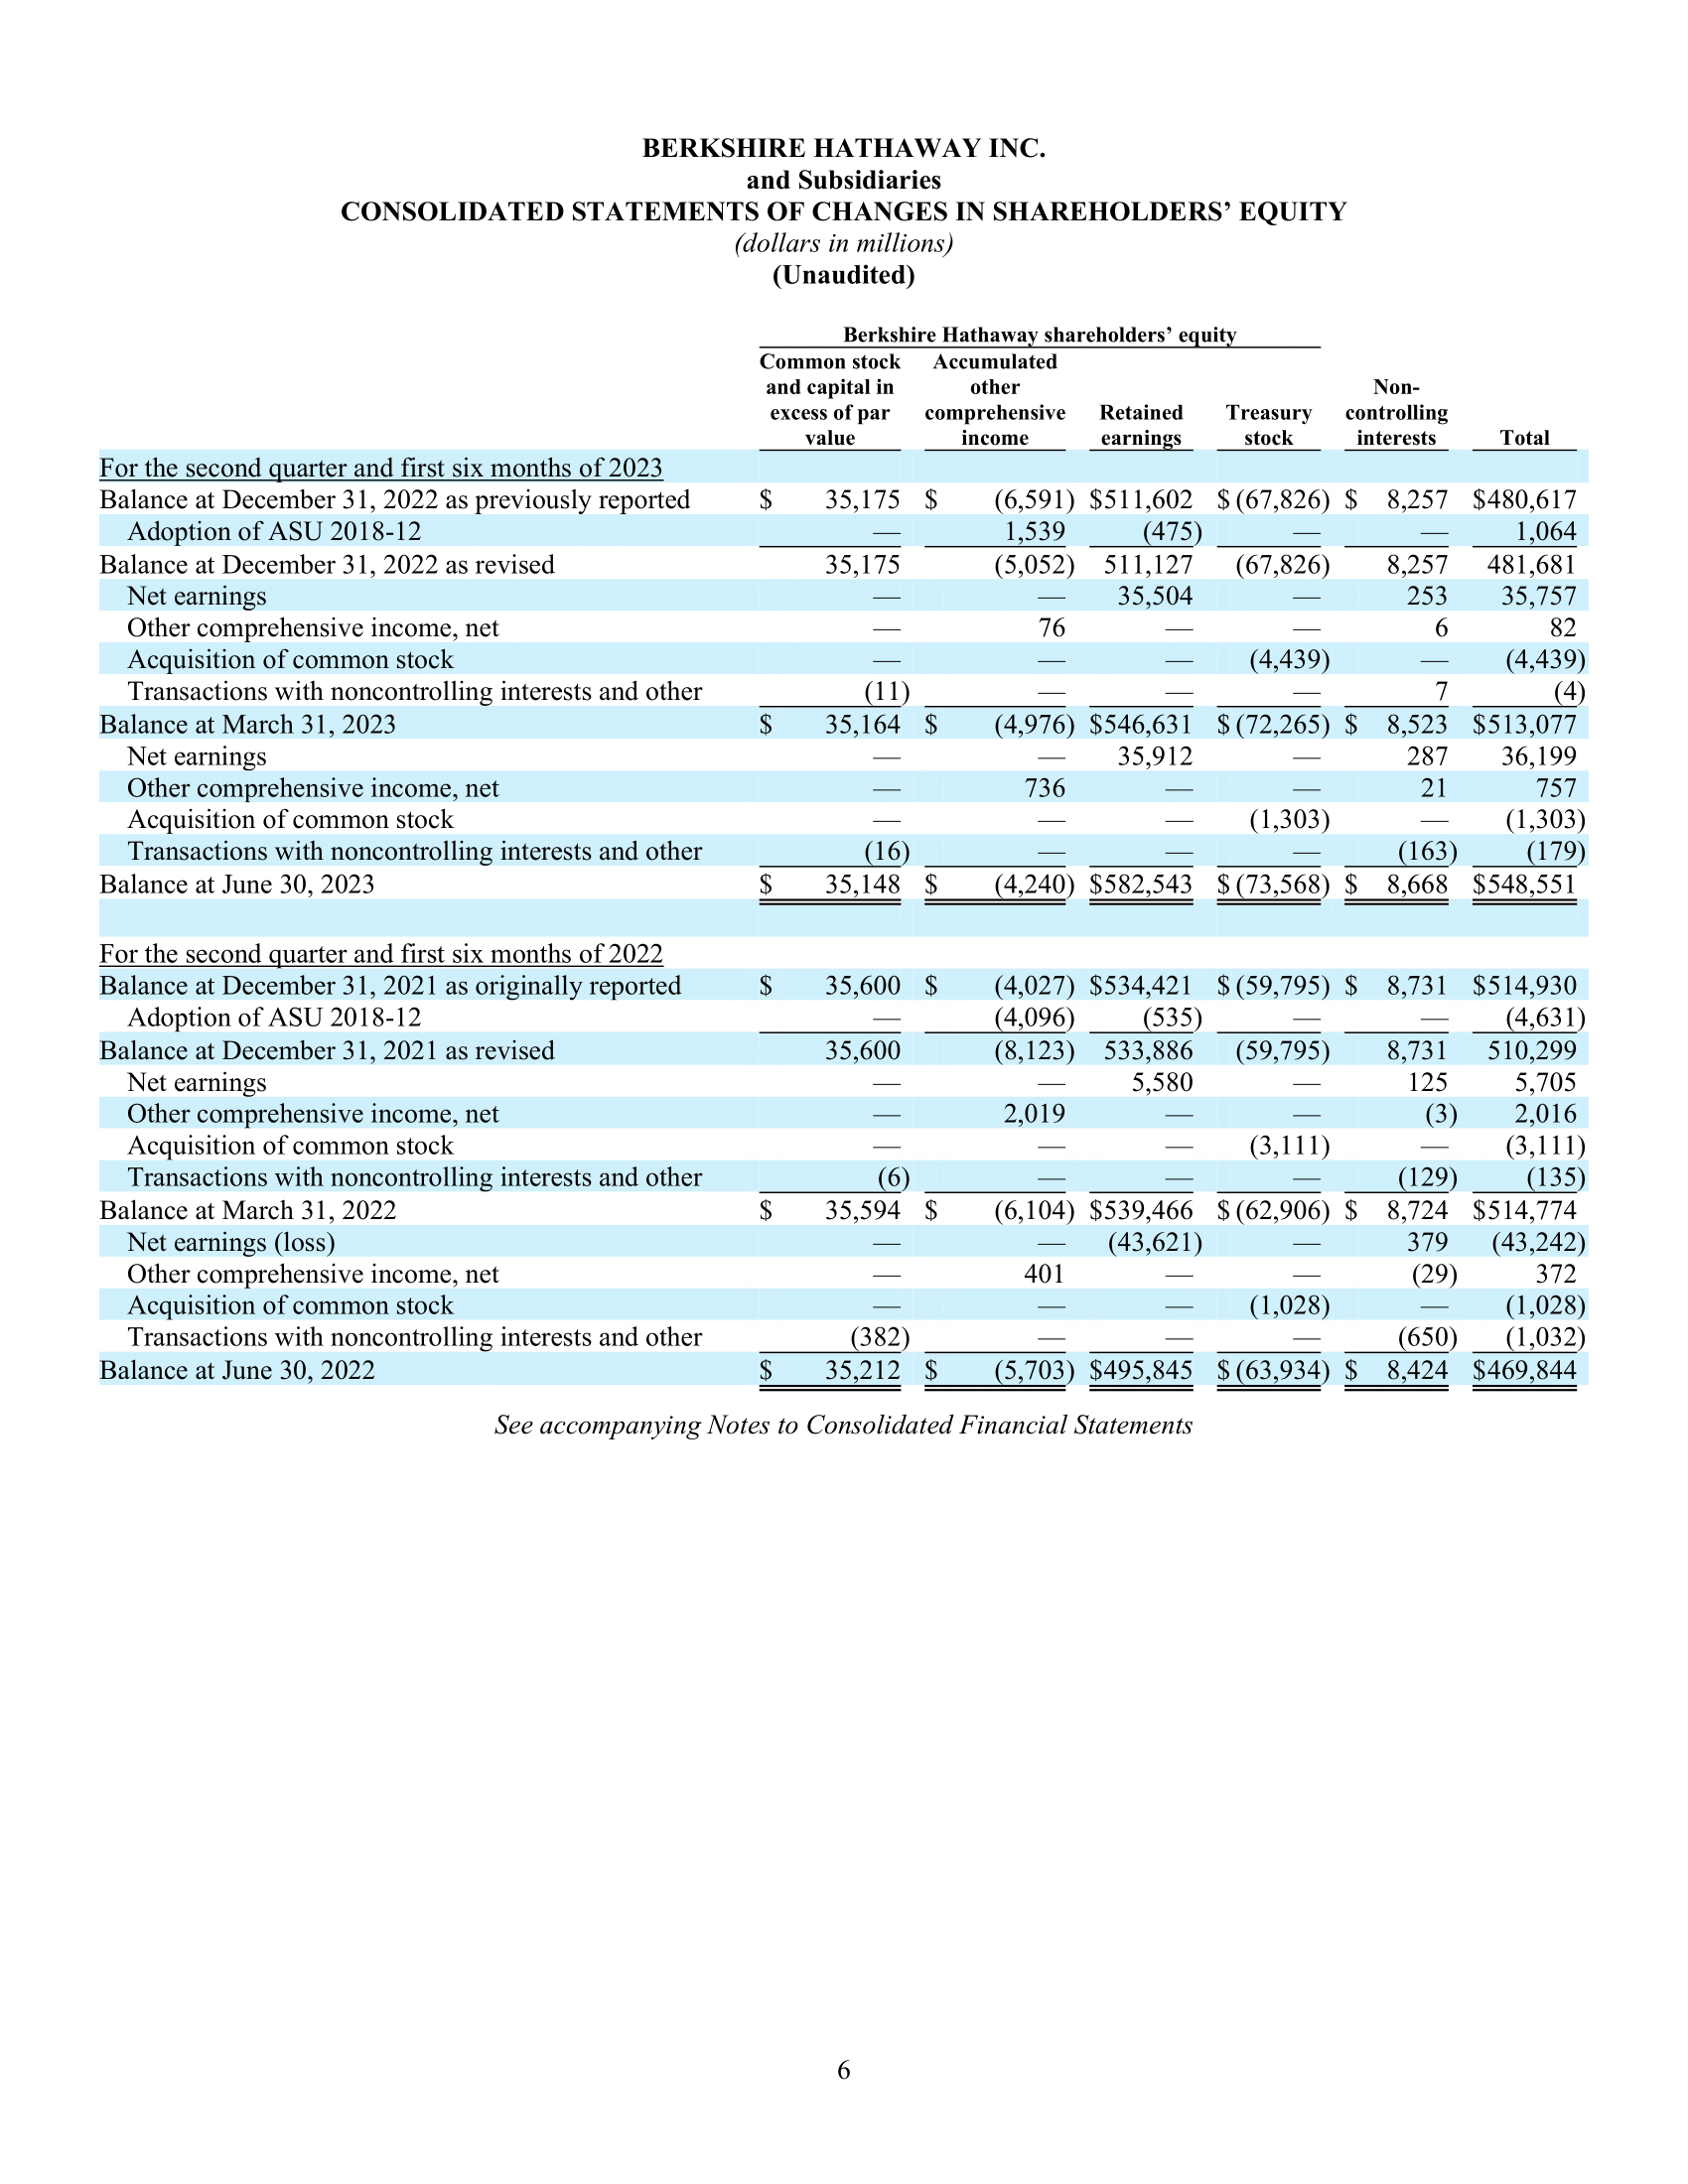 BERKSHIRE HATHAWAY INC.
and Subsidiaries
CONSOLIDATED STATEMENTS OF CHANGES IN SHAREHOLDERS’ EQUITY
(dollars in millions)
(Unaudited)
Berkshire Hathaway shareholders’ equity
Common stock Accumulated
and capital in other Non-
excess of par comprehensive Retained Treasury controlling
value income earnings stock interests Total
For the second quarter and first six months of 2023
Balance at December 31, 2022 as previously reported $ 35,175 $ (6,591) $511,602 $ (67,826) $ 8,257 $480,617
Adoption of ASU 2018-12 — 1,539 (475) — — 1,064
Balance at December 31, 2022 as revised 35,175 (5,052) 511,127 (67,826) 8,257 481,681
Net earnings — — 35,504 — 253 35,757
Other comprehensive income, net — 76 — — 6 82
Acquisition of common stock — — — (4,439) — (4,439)
Transactions with noncontrolling interests and other (11) — — — 7 (4)
Balance at March 31, 2023 $ 35,164 $ (4,976) $546,631 $ (72,265) $ 8,523 $513,077
Net earnings — — 35,912 — 287 36,199
Other comprehensive income, net — 736 — — 21 757
Acquisition of common stock — — — (1,303) — (1,303)
Transactions with noncontrolling interests and other (16) — — — (163) (179)
Balance at June 30, 2023 $ 35,148 $ (4,240) $582,543 $ (73,568) $ 8,668 $548,551
For the second quarter and first six months of 2022
Balance at December 31, 2021 as originally reported $ 35,600 $ (4,027) $534,421 $ (59,795) $ 8,731 $514,930
Adoption of ASU 2018-12 — (4,096) (535) — — (4,631)
Balance at December 31, 2021 as revised 35,600 (8,123) 533,886 (59,795) 8,731 510,299
Net earnings — — 5,580 — 125 5,705
Other comprehensive income, net — 2,019 — — (3) 2,016
Acquisition of common stock — — — (3,111) — (3,111)
Transactions with noncontrolling interests and other (6) — — — (129) (135)
Balance at March 31, 2022 $ 35,594 $ (6,104) $539,466 $ (62,906) $ 8,724 $514,774
Net earnings (loss) — — (43,621) — 379 (43,242)
Other comprehensive income, net — 401 — — (29) 372
Acquisition of common stock — — — (1,028) — (1,028)
Transactions with noncontrolling interests and other (382) — — — (650) (1,032)
Balance at June 30, 2022 $ 35,212 $ (5,703) $495,845 $ (63,934) $ 8,424 $469,844
See accompanying Notes to Consolidated Financial Statements
6